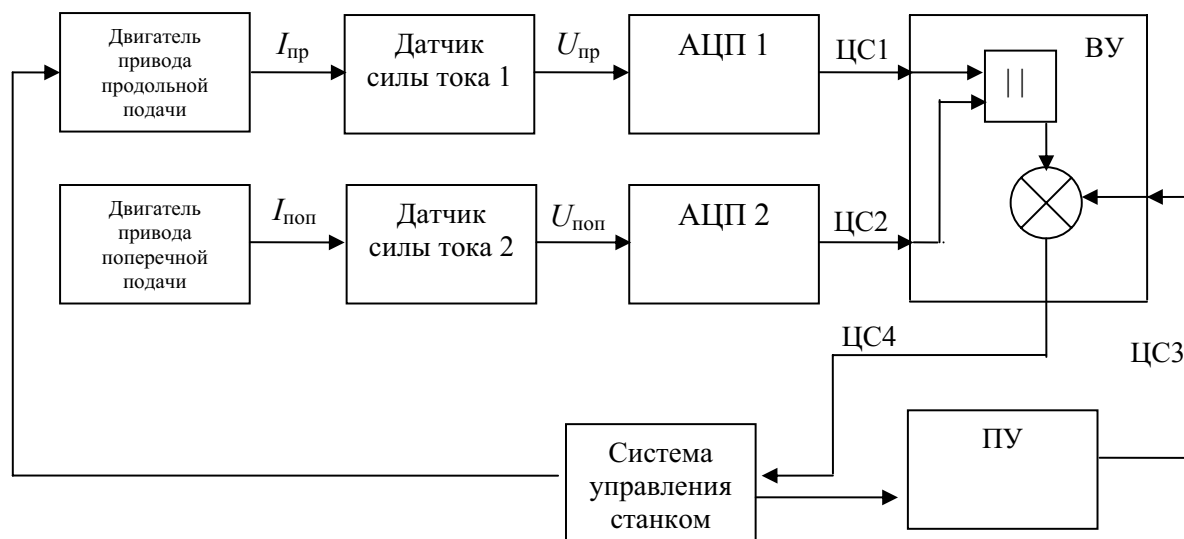 Двигатель
привода
продольной
подачи
Iпр
Датчик
силы тока 1
Uпр
АЦП 1
ЦС1
ВУ
||
Двигатель
привода
поперечной
подачи
Iпоп
Датчик
силы тока 2
Uпоп
АЦП 2
ЦС2
ЦС4
ЦС3
Система
управления
станком
ПУ